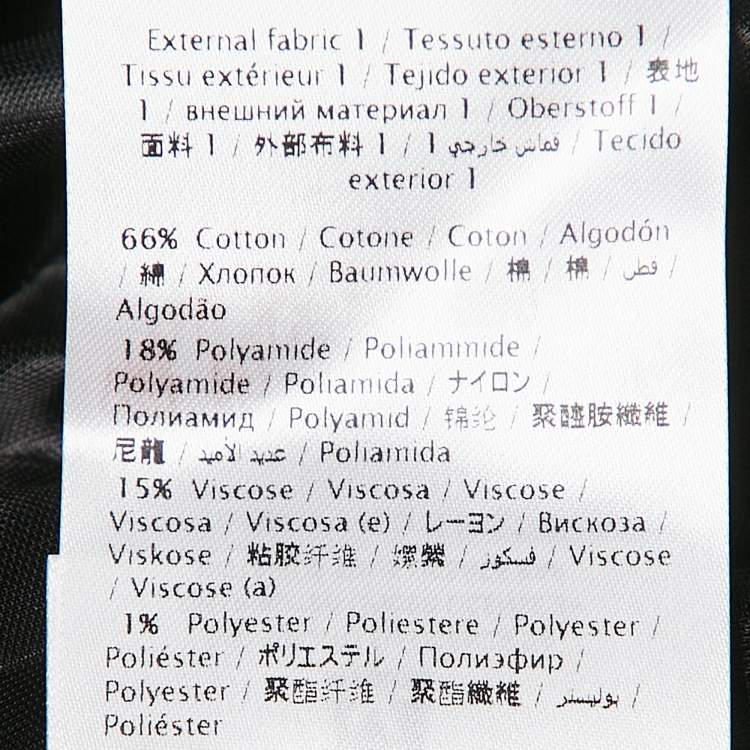 External fabric 1 / Tessuto esterno 1 /
Tissu extérieur 1 / Tejido exterior 1 / 表地
1 / внешний материал 1 / Oberstoff 1 /
面料 1 / 外部布料 1 / قماش خارجي 1 / Tecido
exterior 1
66% Cotton / Cotone / Coton / Algodón
/ 綿 / Хлопок / Baumwolle / 棉 / 棉 / قطن /
Algodão
18% Polyamide / Poliammide /
Polyamide / Poliamida / ナイロン /
Полиамид / Polyamid / 锦纶 / 聚醯胺纖維 /
尼龍 / عديد الأميد / Poliamida
15% Viscose / Viscosa / Viscose /
Viscosa / Viscosa (e) / レーヨン / Вискоза /
Viskose / 粘胶纤维 / 嫘縈 / فسكوز / Viscose
/ Viscose (a)
1% Polyester / Poliestere / Polyester /
Poliéster / ポリエステル / Полиэфир /
Polyester / 聚酯纤维 / 聚酯纖維 / بوليستر /
Poliéster